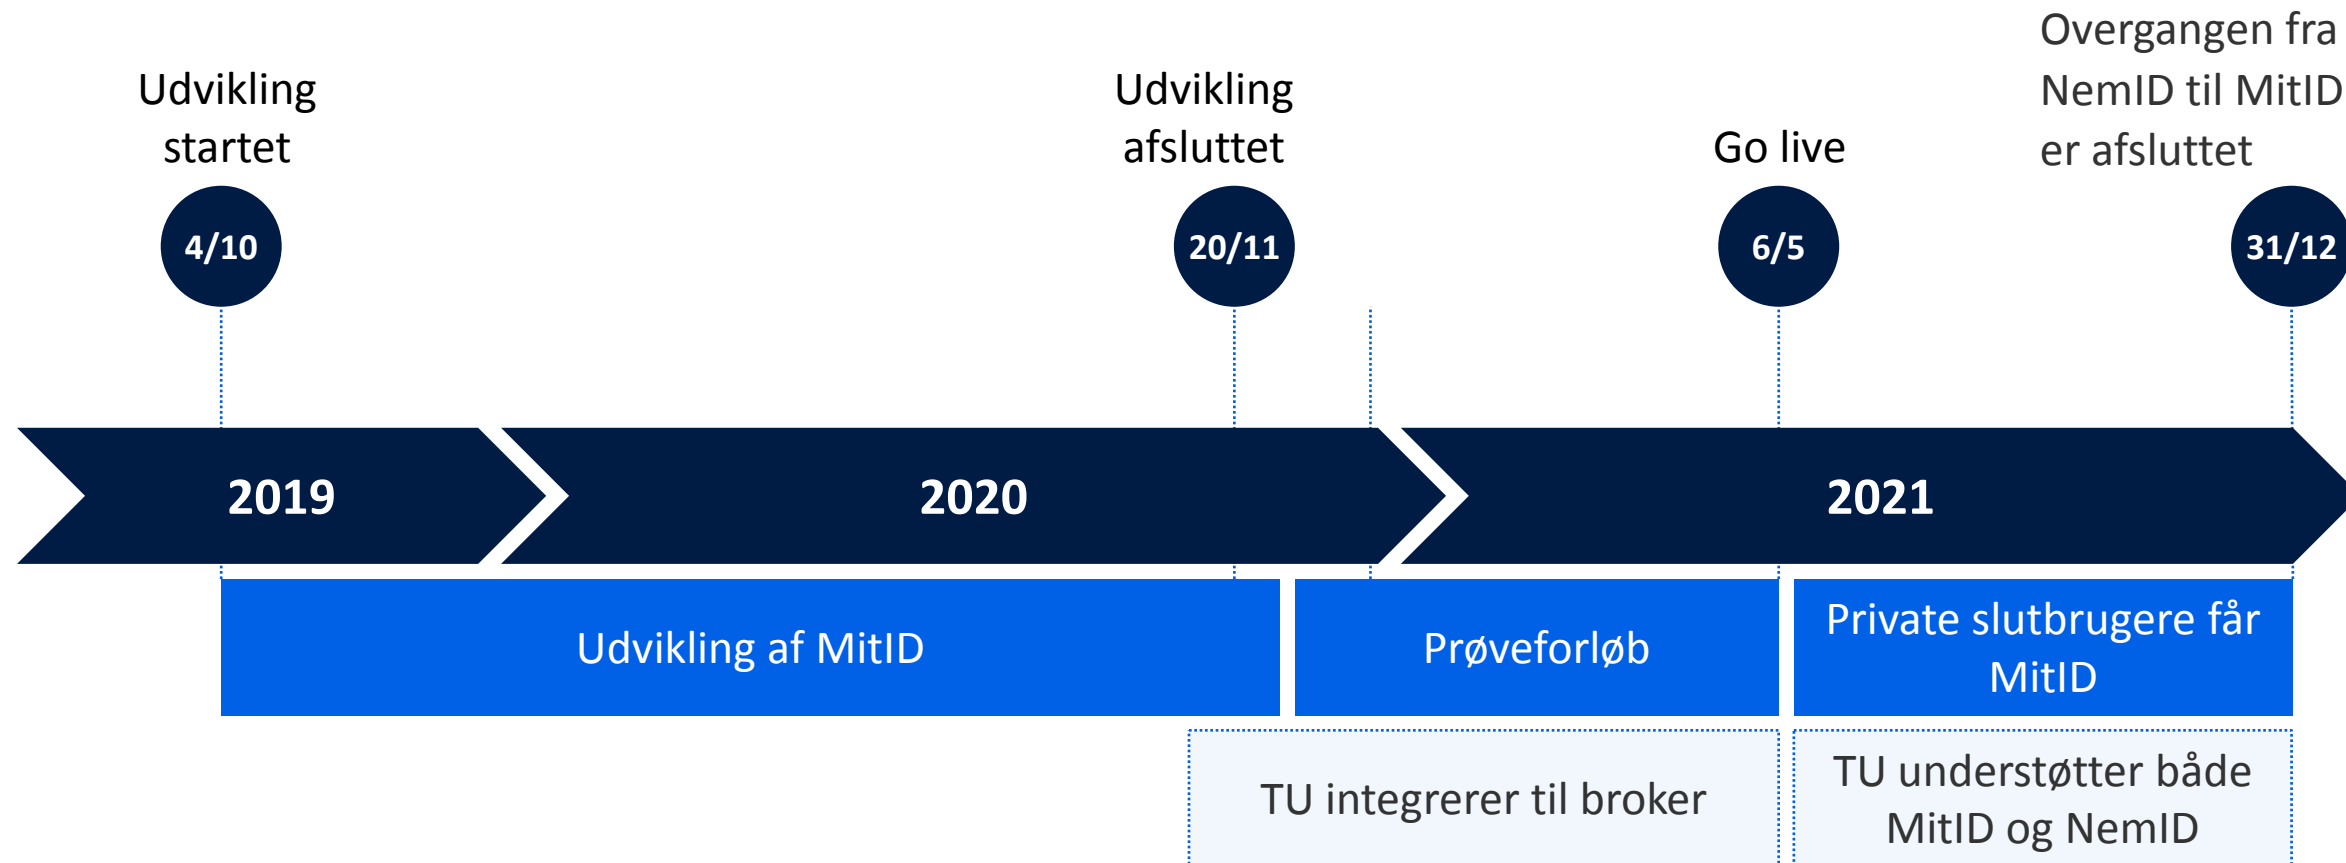 Udvikling
startet
Udvikling
afsluttet
Go live
Overgangen fra
NemID til MitID
er afsluttet
4/10
20/11
6/5
31/12
2019
2020
2021
Udvikling af MitID
Prøveforløb
Private slutbrugere får
MitID
TU integrerer til broker
TU understøtter både
MitID og NemID